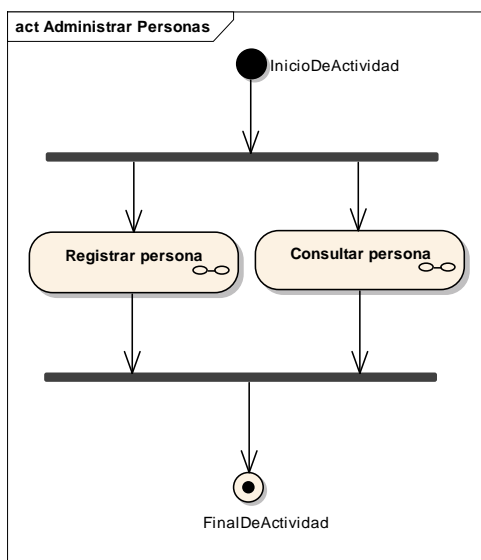 act Administrar Personas
InicioDeActividad
Registrar persona
Consultar persona
FinalDeActividad